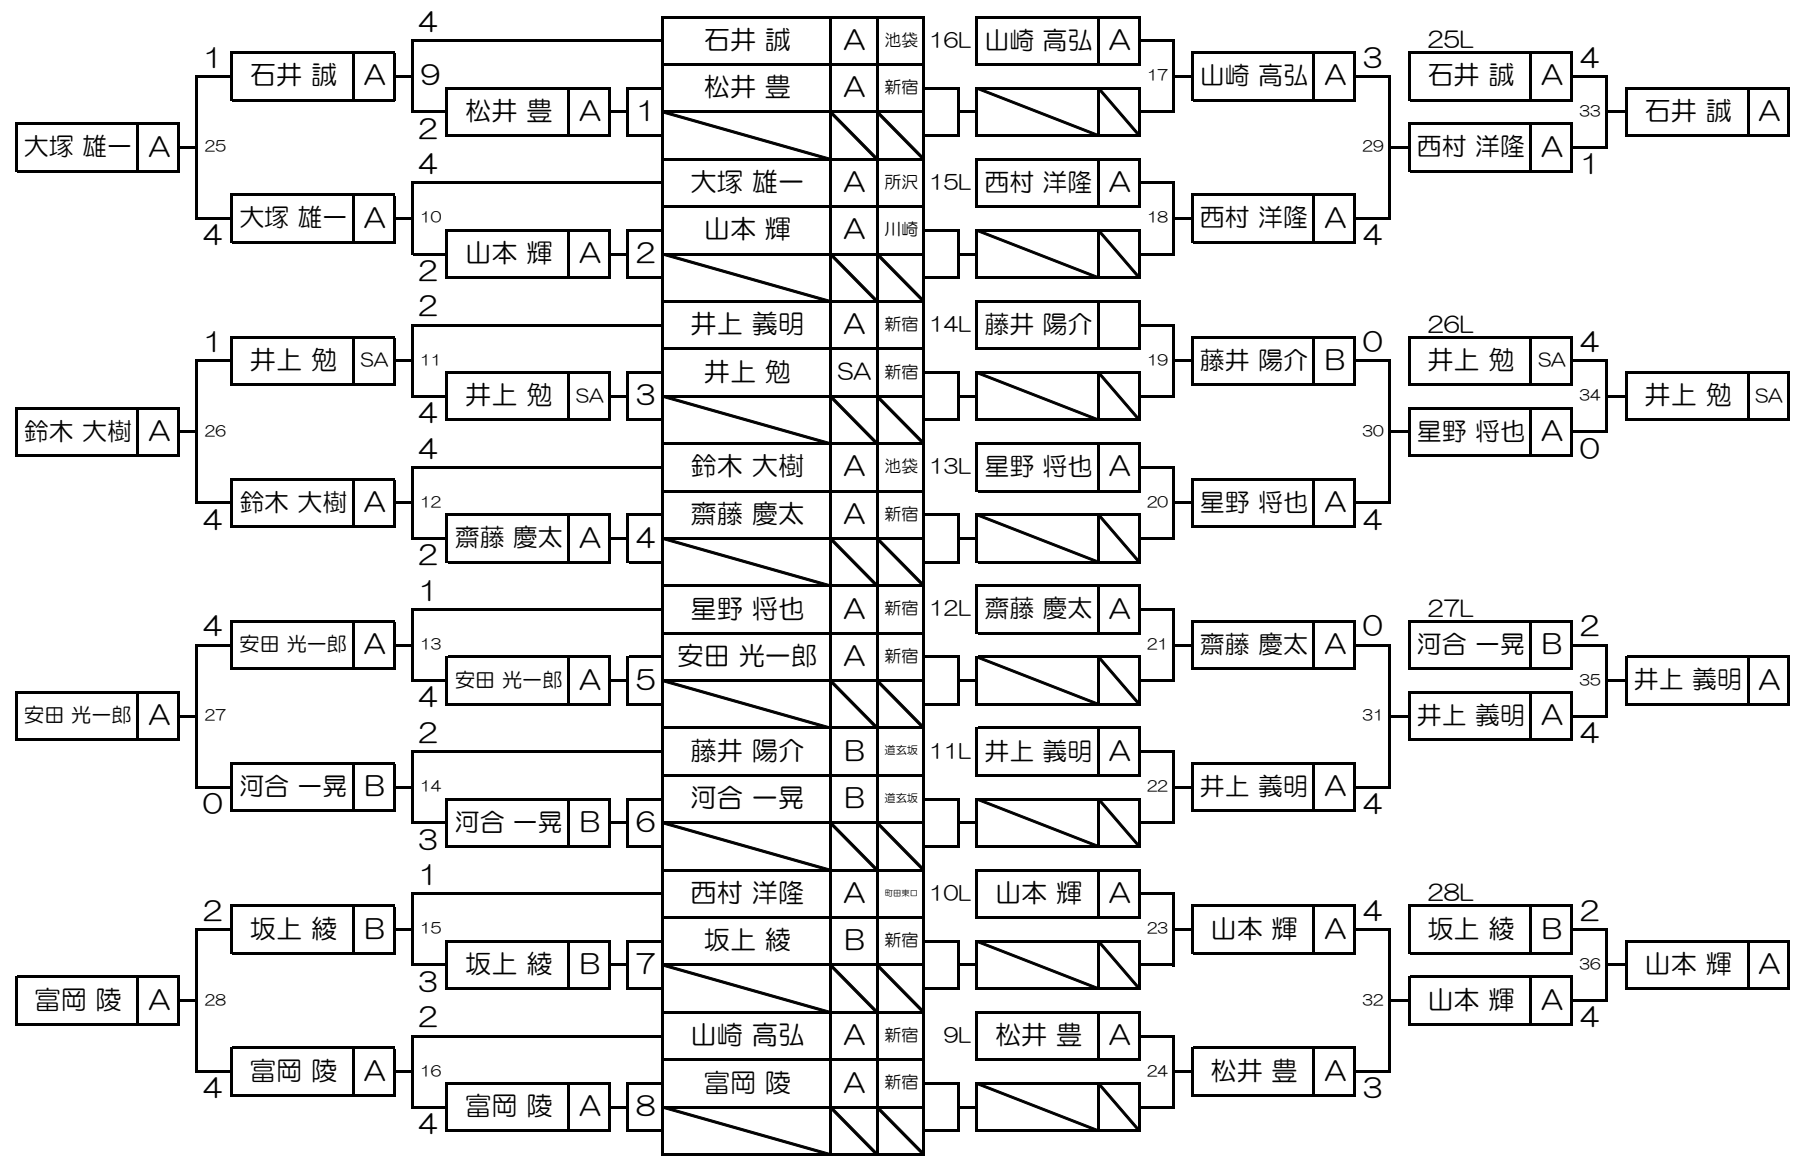 4
石井 誠 A 池袋 16L 山崎 高弘 A
25L
1 石井 誠 A 9 松井 豊 A 新宿 17 山崎 高弘 A 3 石井 誠 A 4
松井 豊 A 1 33 石井 誠 A
2
大塚 雄一 A 25 29 西村 洋隆 A 1
4
大塚 雄一 A 所沢 15L 西村 洋隆 A
大塚 雄一 A 10 山本 輝 A 川崎 18 西村 洋隆 A
4 山本 輝 A 2 4
2
2
井上 義明 A 新宿 14L 藤井 陽介
26L
1 井上 勉 SA 11 井上 勉 SA 新宿 19 藤井 陽介 B 0 井上 勉 SA 4
井上 勉 SA 3 34 井上 勉 SA
4
鈴木 大樹 A 26 30 星野 将也 A 0
4
鈴木 大樹 A 池袋 13L 星野 将也 A
鈴木 大樹 A 12 齋藤 慶太 A 新宿 20 星野 将也 A
4 齋藤 慶太 A 4 4
2
1
星野 将也 A 新宿 12L 齋藤 慶太 A
27L
4 安田 光一郎 A 13 安田 光一郎 A 新宿 21 齋藤 慶太 A 0 河合 一晃 B 2
安田 光一郎 A 5 35 井上 義明 A
4
安田 光一郎 A 27 31 井上 義明 A 4
2
藤井 陽介 B 道玄坂 11L 井上 義明 A
河合 一晃 B 14 河合 一晃 B 道玄坂 22 井上 義明 A
0 河合 一晃 B 6 4
3
1
西村 洋隆 A 町田東口 10L 山本 輝 A
28L
2 坂上 綾 B 15 坂上 綾 B 新宿 23 山本 輝 A 4 坂上 綾 B 2
坂上 綾 B 7 36 山本 輝 A
3
富岡 陵 A 28 32 山本 輝 A 4
2
山崎 高弘 A 新宿 9L 松井 豊 A
富岡 陵 A 16 富岡 陵 A 新宿 24 松井 豊 A
4 富岡 陵 A 8 3
4